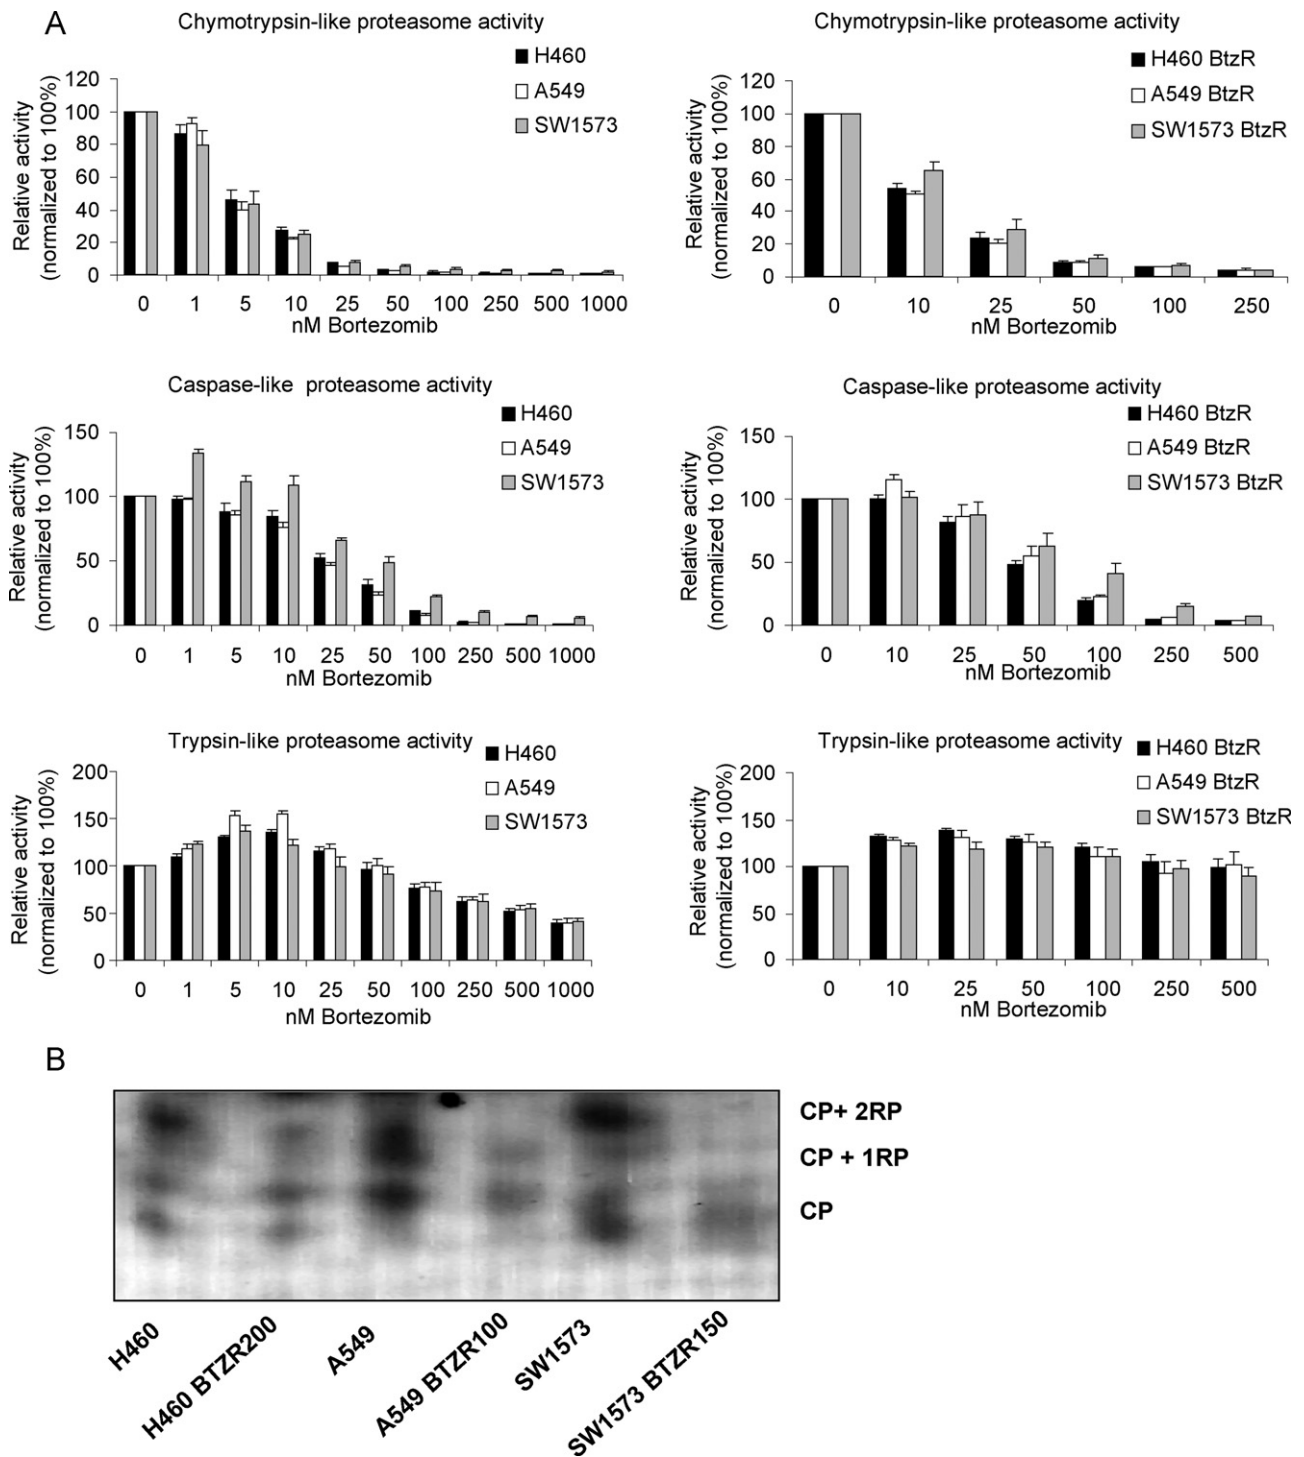 A
Chymotrypsin-like proteasome activity
H460
A549
SW1573
Relative activity
(normalized to 100%)
120
100
80
60
40
20
0
0 1 5 10 25 50 100 250 500 1000
nM Bortezomib
Chymotrypsin-like proteasome activity
H460 BtzR
A549 BtzR
SW1573 BtzR
Relative activity
(normalized to 100%)
120
100
80
60
40
20
0
0 10 25 50 100 250
nM Bortezomib
Caspase-like proteasome activity
H460
A549
SW1573
Relative activity
(normalized to 100%)
150
100
50
0
0 1 5 10 25 50 100 250 500 1000
nM Bortezomib
Caspase-like proteasome activity
H460 BtzR
A549 BtzR
SW1573 BtzR
Relative activity
(normalized to 100%)
150
100
50
0
0 10 25 50 100 250 500
nM Bortezomib
Trypsin-like proteasome activity
H460
A549
SW1573
Relative activity
(normalized to 100%)
200
150
100
50
0
0 1 5 10 25 50 100 250 500 1000
nM Bortezomib
Trypsin-like proteasome activity
H460 BtzR
A549 BtzR
SW1573 BtzR
Relative activity
(normalized to 100%)
200
150
100
50
0
0 10 25 50 100 250 500
nM Bortezomib
B
CP+ 2RP
CP + 1RP
CP
H460
H460 BTZR200
A549
A549 BTZR100
SW1573
SW1573 BTZR150